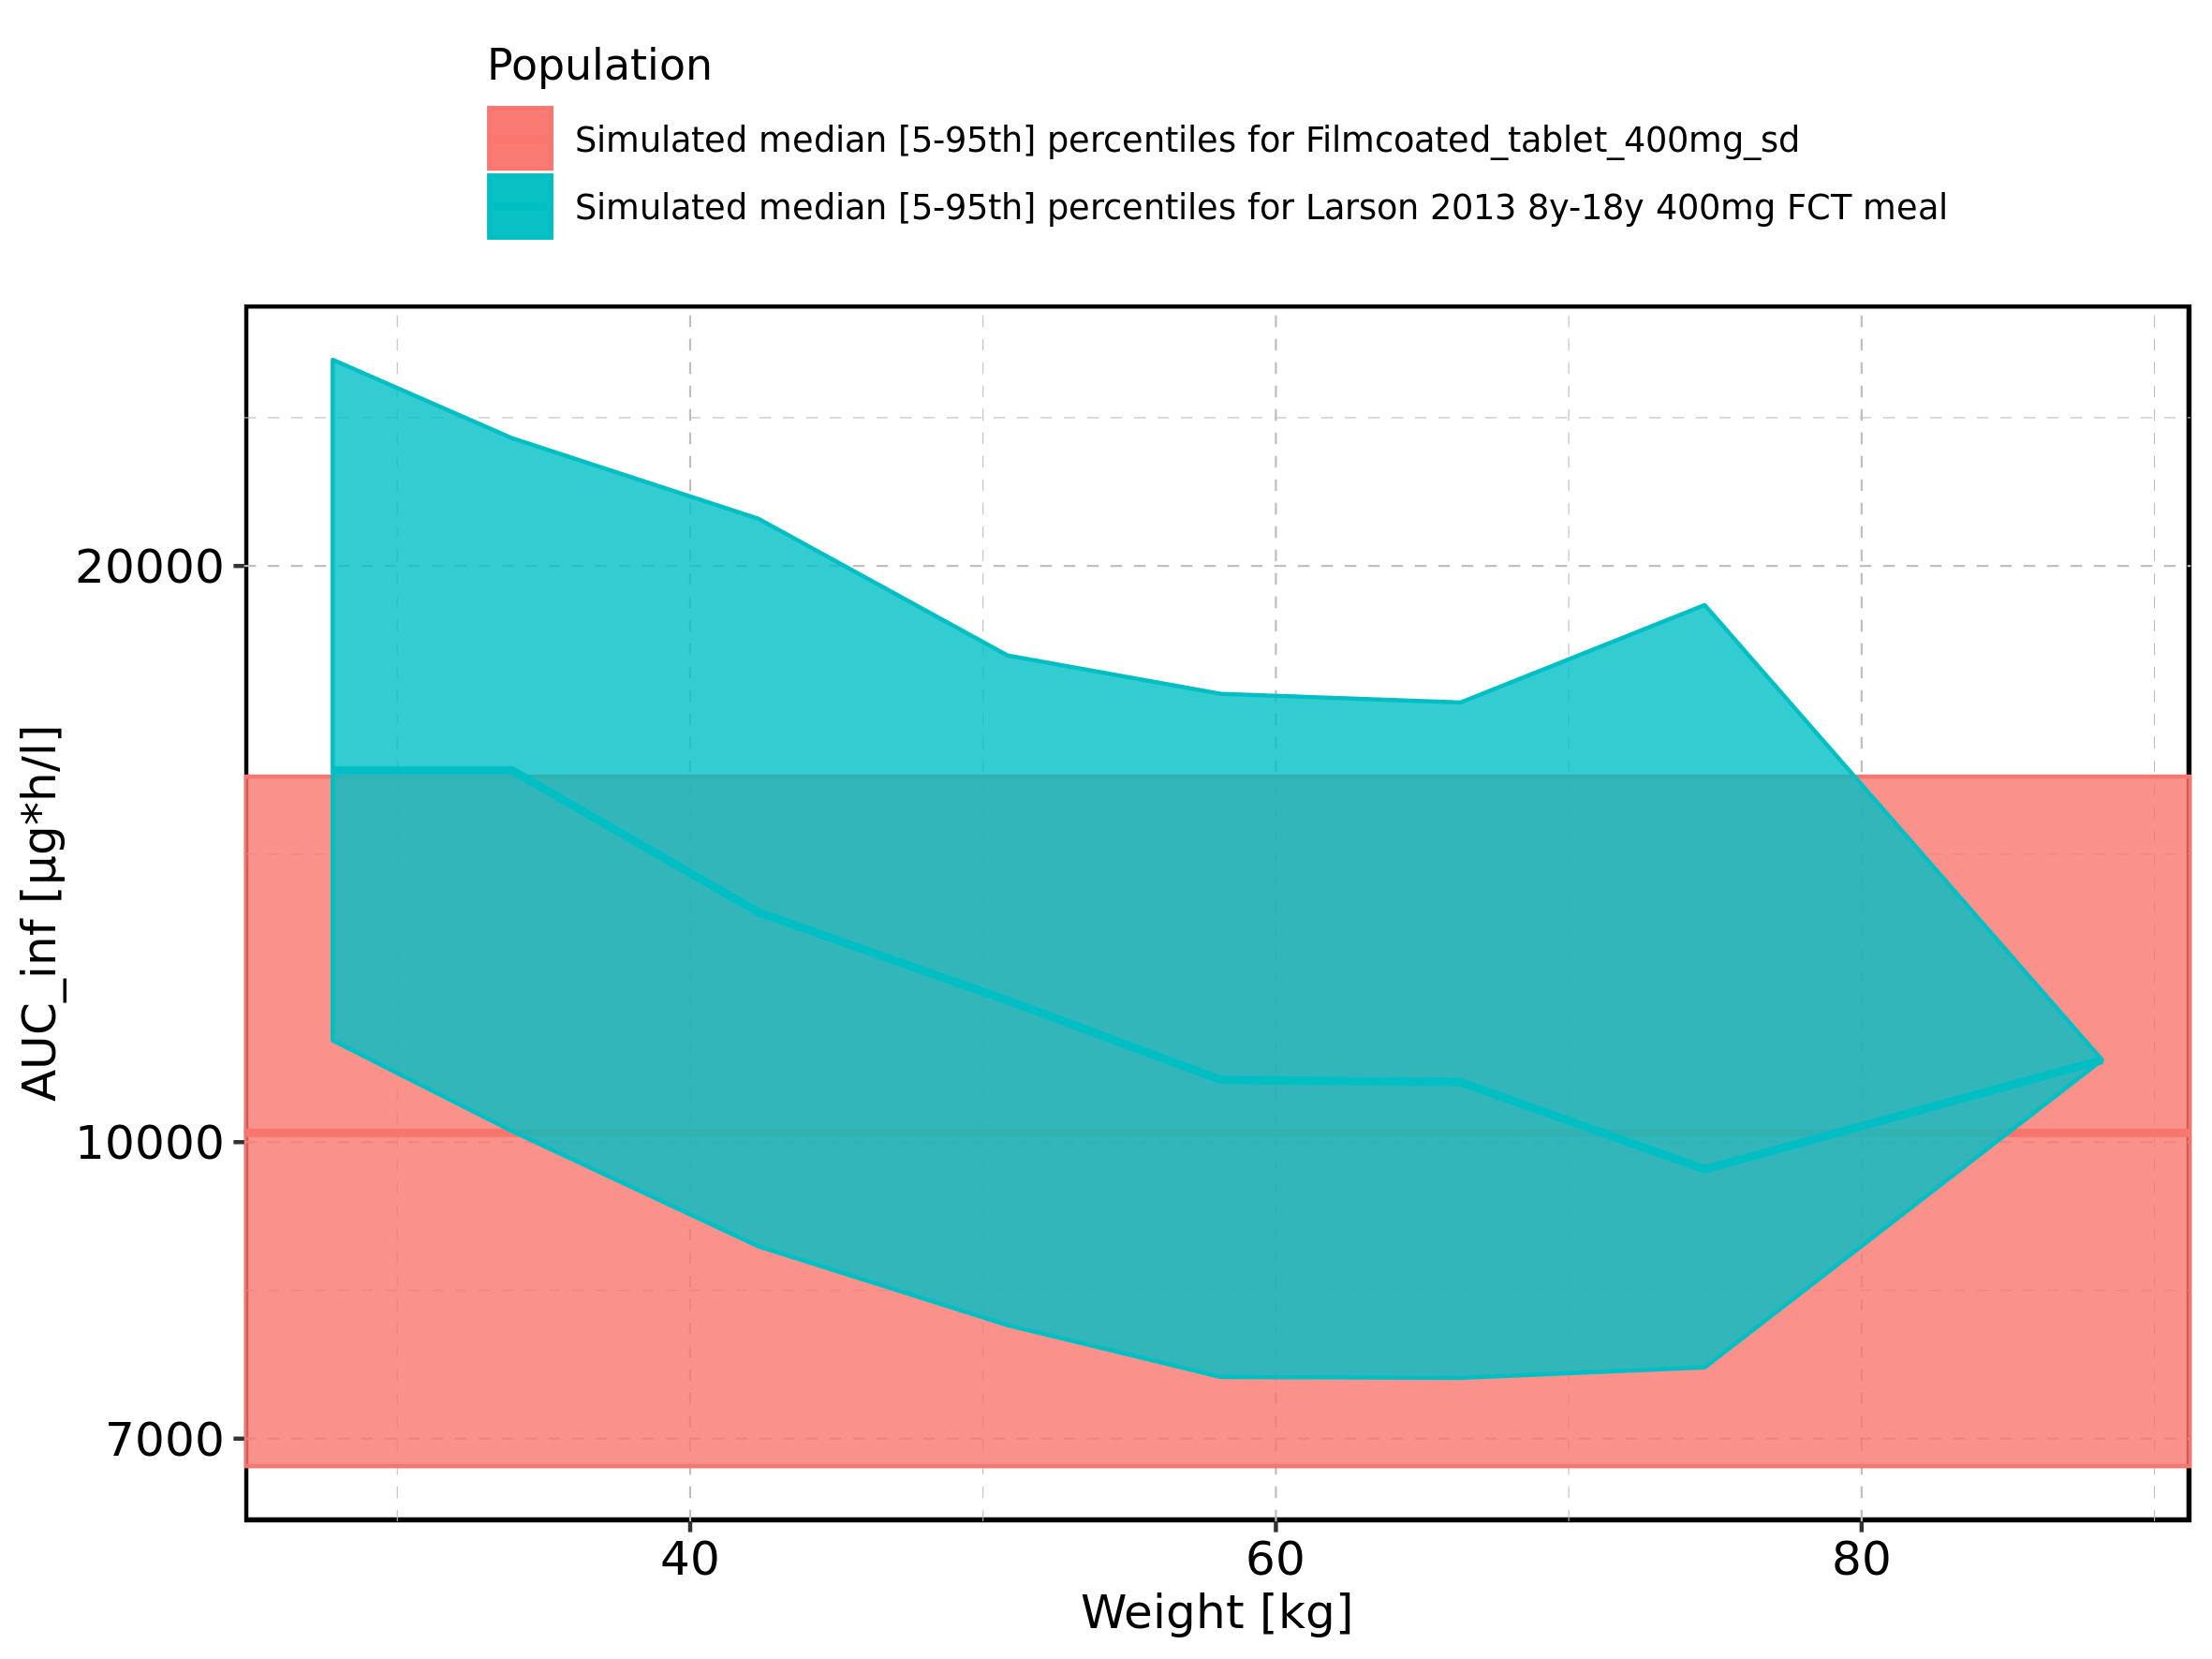 Population
Simulated median [5-95th] percentiles for Filmcoated_tablet_400mg_sd
Simulated median [5-95th] percentiles for Larson 2013 8y-18y 400mg FCT meal
AUC_inf [µg*h/l]
20000
10000
7000
40
60
80
Weight [kg]